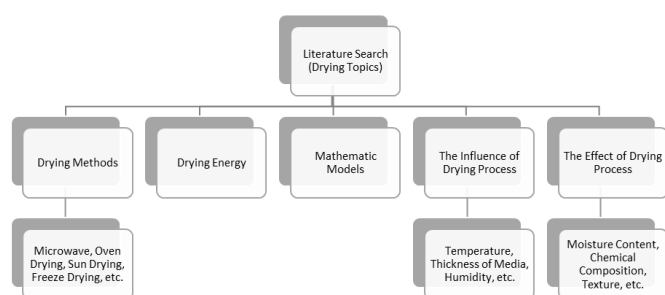 Literature Search
(Drying Topics)
Drying Methods
Drying Energy
Mathematic
Models
The Influence of
Drying Process
The Effect of Drying
Process
Microwave, Oven
Drying, Sun Drying,
Freeze Drying, etc.
Temperature,
Thickness of Media,
Humidity, etc.
Moisture Content,
Chemical
Composition,
Texture, etc.